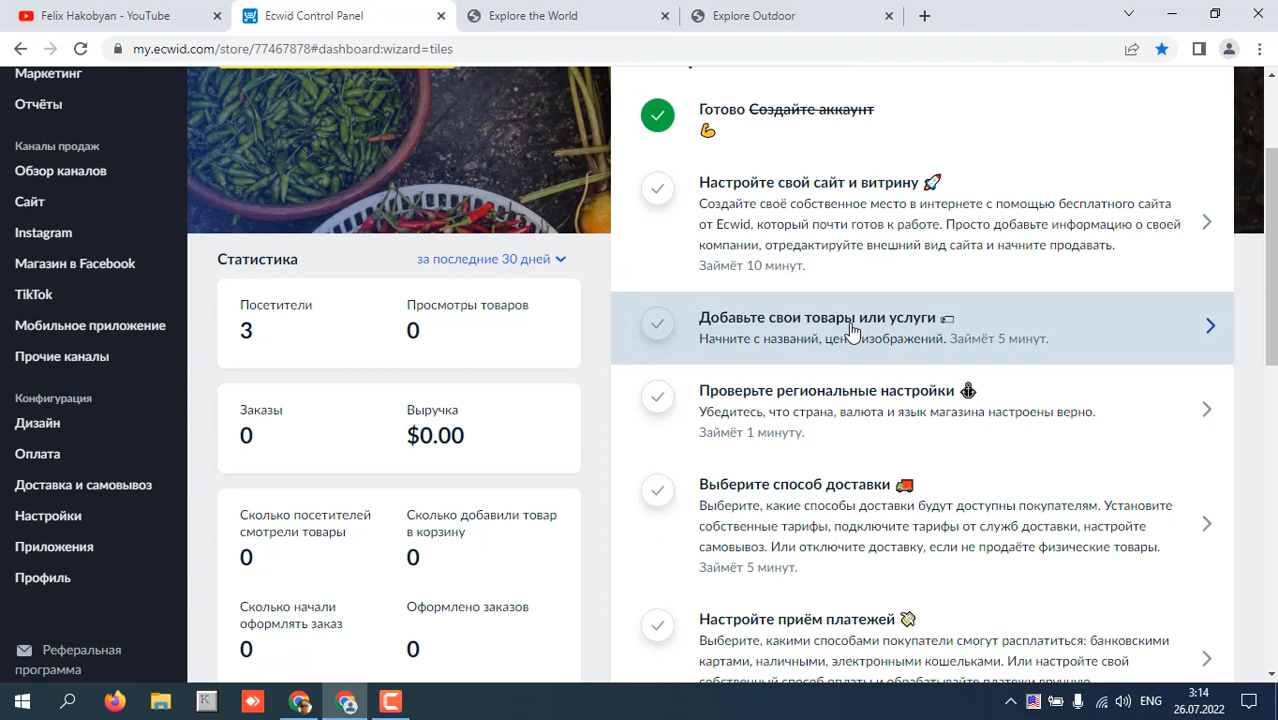 Felix Hakobyan - YouTube
Ecwid Control Panel
Explore the World
Explore Outdoor
my.ecwid.com/store/77467878#dashboard:wizard=tiles
Маркетинг
Отчёты
Каналы продаж
Обзор каналов
Сайт
Instagram
Магазин в Facebook
TikTok
Мобильное приложение
Прочие каналы
Конфигурация
Дизайн
Оплата
Доставка и самовывоз
Настройки
Приложения
Профиль
Реферальная
программа
Статистика
за последние 30 дней
Посетители
3
Просмотры товаров
0
Заказы
0
Выручка
$0.00
Сколько посетителей
смотрели товары
0
Сколько добавили товар
в корзину
0
Сколько начали
оформлять заказ
0
Оформлено заказов
0
Готово Создайте аккаунт
Настройте свой сайт и витрину
Создайте своё собственное место в интернете с помощью бесплатного сайта
от Ecwid, который почти готов к работе. Просто добавьте информацию о своей
компании, отредактируйте внешний вид сайта и начните продавать.
Займёт 10 минут.
Добавьте свои товары или услуги
Начните с названий, цен изображений. Займёт 5 минут.
Проверьте региональные настройки
Убедитесь, что страна, валюта и язык магазина настроены верно.
Займёт 1 минуту.
Выберите способ доставки
Выберите, какие способы доставки будут доступны покупателям. Установите
собственные тарифы, подключите тарифы от служб доставки, настройте
самовывоз. Или отключите доставку, если не продаёте физические товары.
Займёт 5 минут.
Настройте приём платежей
Выберите, какими способами покупатели смогут расплатиться: банковскими
картами, наличными, электронными кошельками. Или настройте свой
собственный способ оплаты и обрабатывайте платежи вручную.
ENG
3:14
26.07.2022